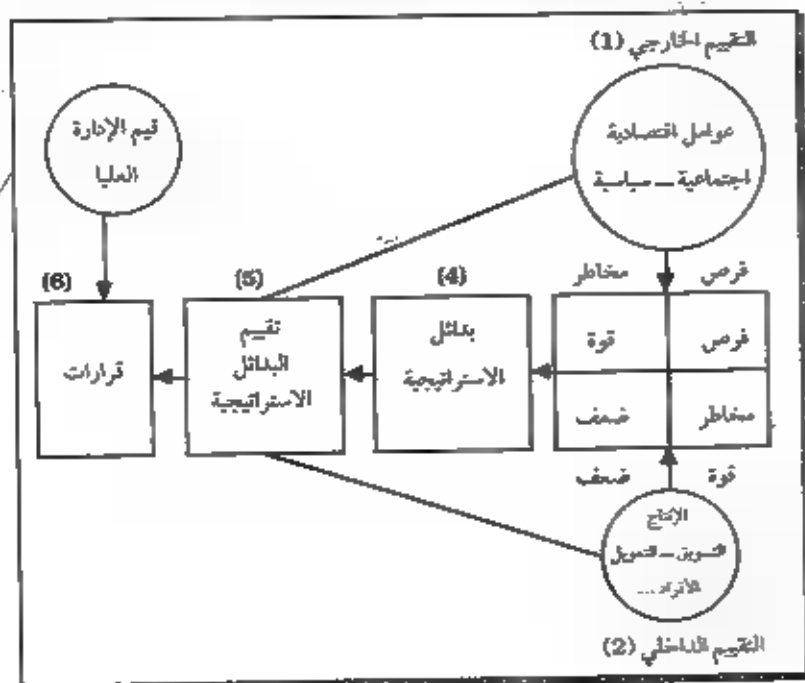 التقييم الخارجي (1)
عوامل اقتصادية
اجتماعية – سياسية
قيم الإدارة
العليا
فرص
مخاطر
(4)
(5)
(6)
فرص
قوة
مخاطر
ضعف
بدائل
الاستراتيجية
تقييم
البدائل
الاستراتيجية
قرارات
قوة
ضعف
الإنتاج
التسويق – التمويل
الأفراد...
التقييم الداخلي (2)